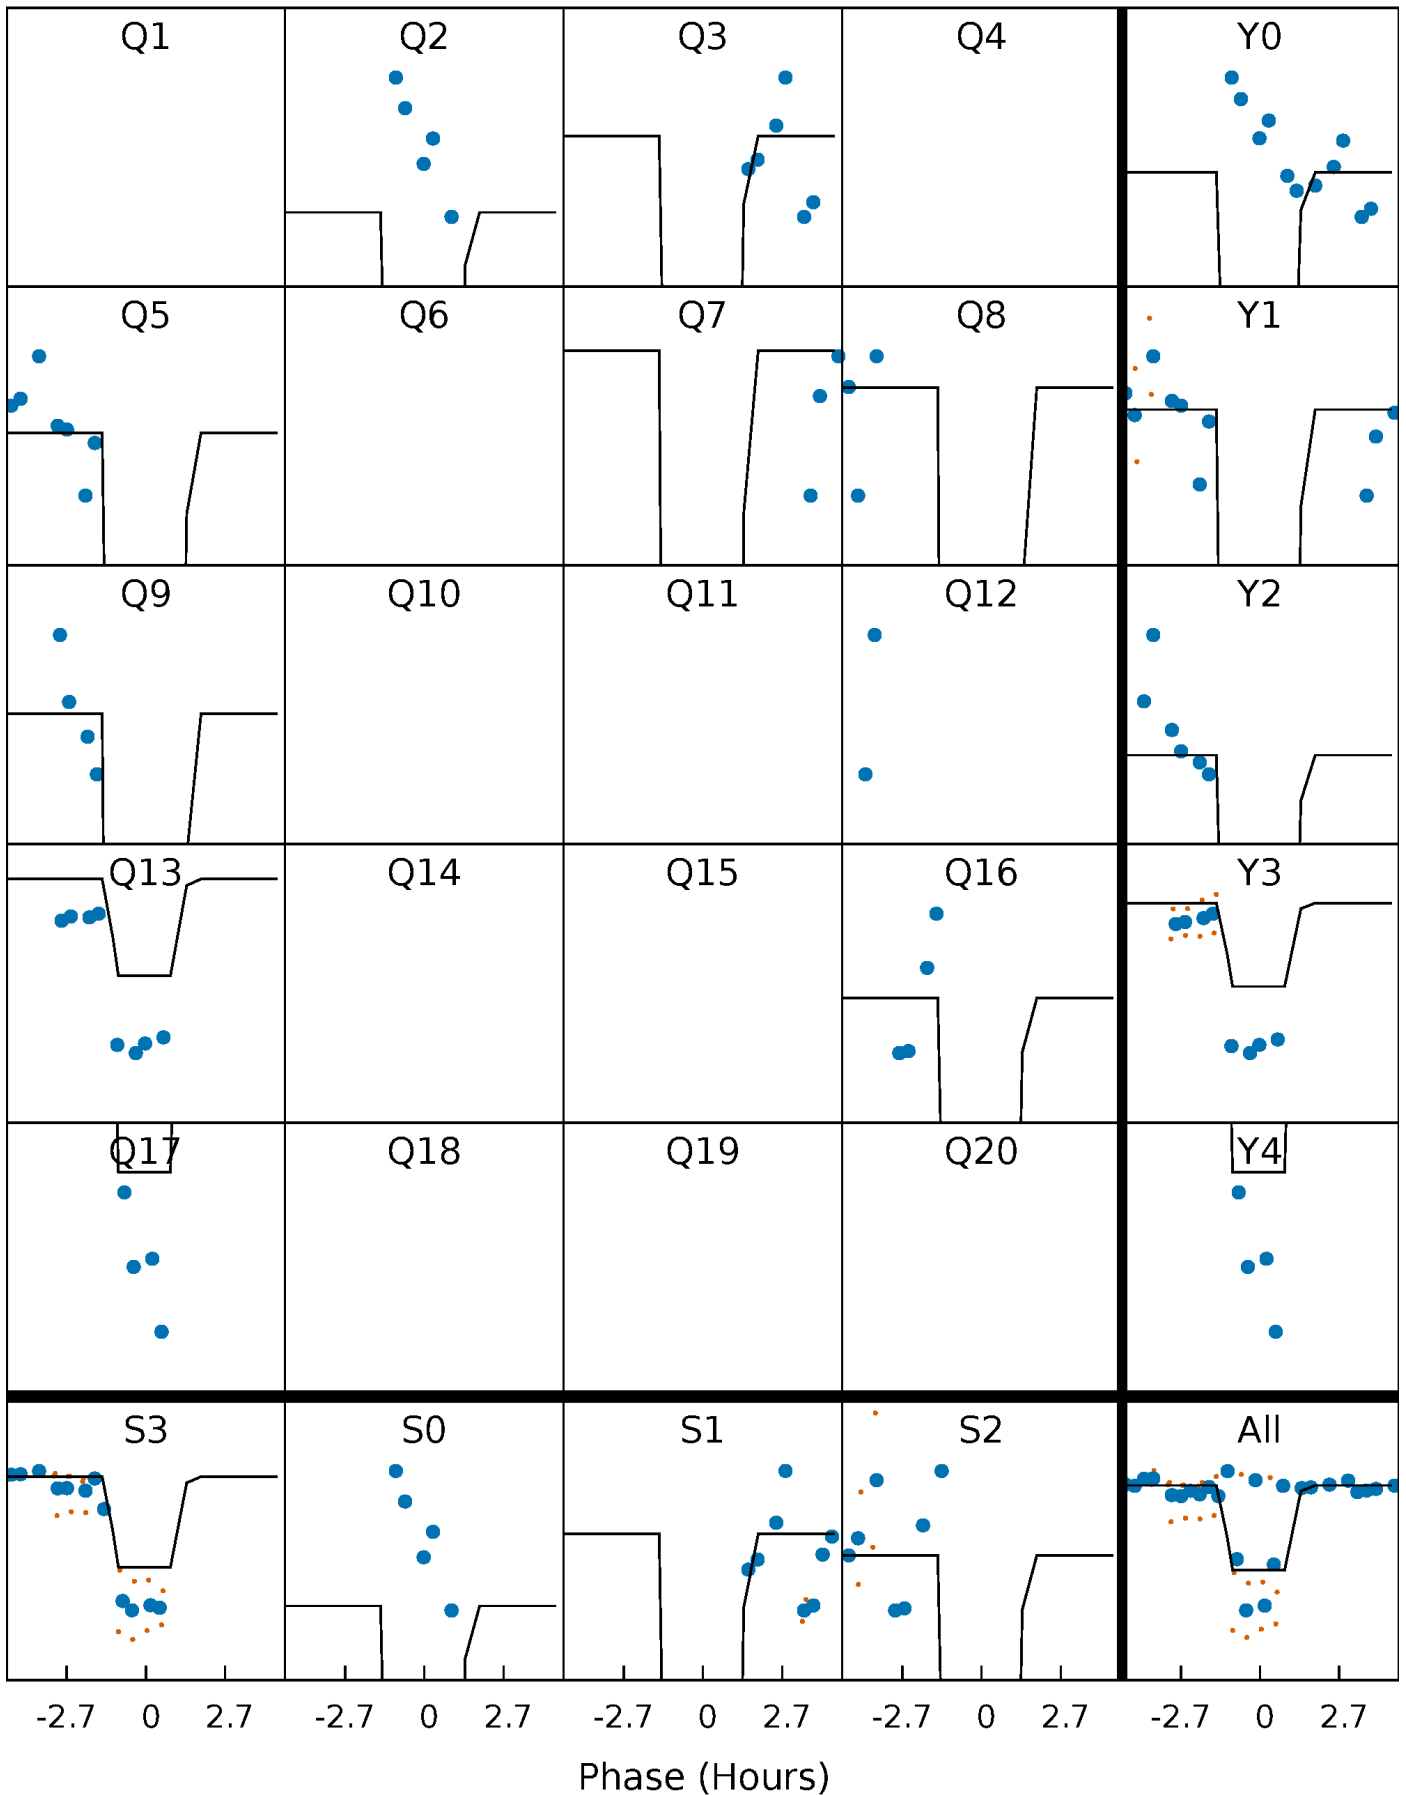 Q1 Q2 Q3 Q4 Y0
Q5 Q6 Q7 Q8 Y1
Q9 Q10 Q11 Q12 Y2
Q13 Q14 Q15 Q16 Y3
Q17 Q18 Q19 Q20 Y4
S3 S0 S1 S2 All
-2.7 0 2.7 -2.7 0 2.7 -2.7 0 2.7 -2.7 0 2.7 -2.7 0 2.7
Phase (Hours)